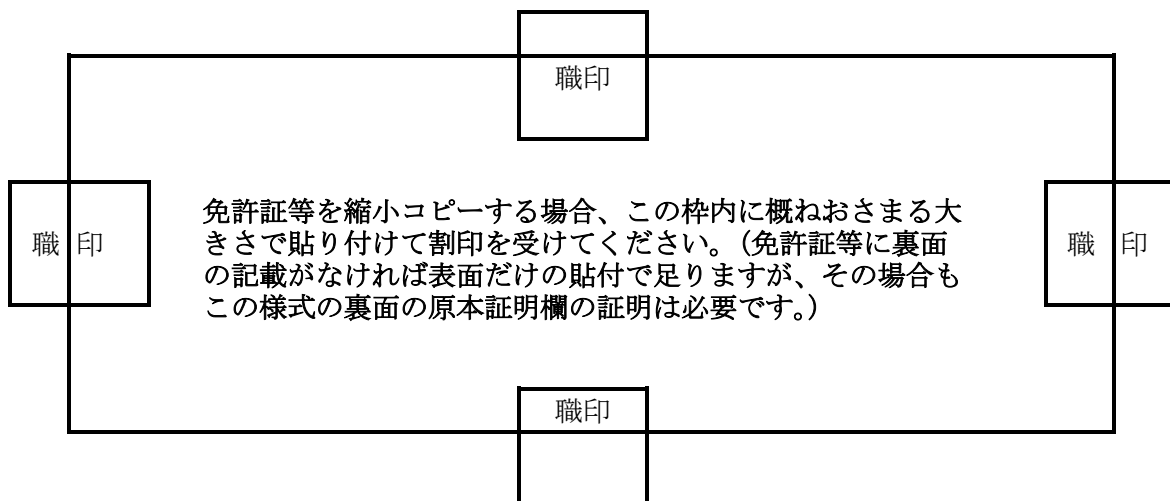 職印
職 印
免許証等を縮小コピーする場合、この枠内に概ねおさまる大
きさで貼り付けて割印を受けてください。（免許証等に裏面
の記載がなければ表面だけの貼付で足りますが、その場合も
この様式の裏面の原本証明欄の証明は必要です。）
職 印
職印